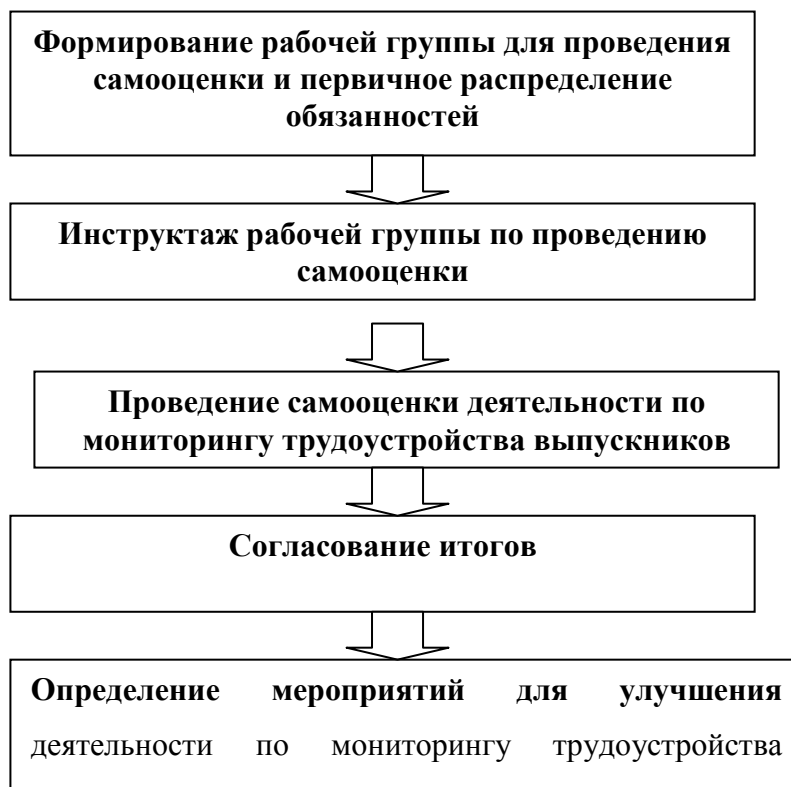 Формирование рабочей группы для проведения
самооценки и первичное распределение
обязанностей
Инструктаж рабочей группы по проведению
самооценки
Проведение самооценки деятельности по
мониторингу трудоустройства выпускников
Согласование итогов
Определение мероприятий для улучшения
деятельности по мониторингу трудоустройства